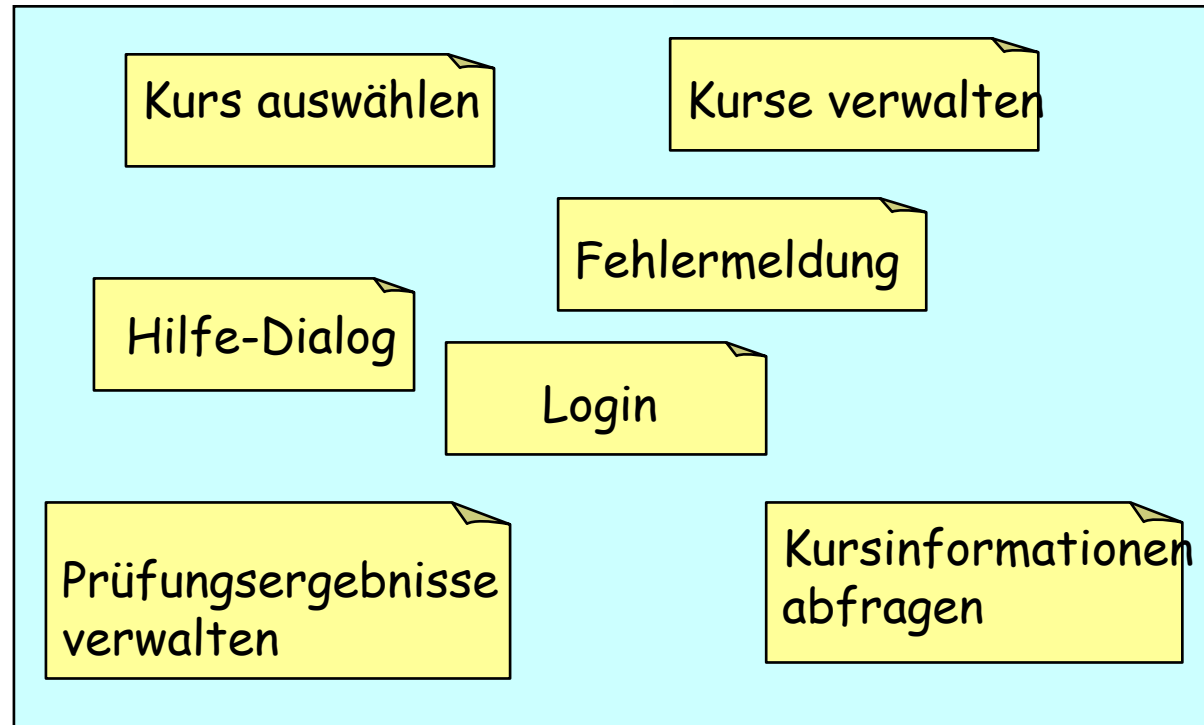 Kurs auswählen
Kurse verwalten
Fehlermeldung
Hilfe-Dialog
Login
Prüfungsergebnisse
verwalten
Kursinformationen
abfragen